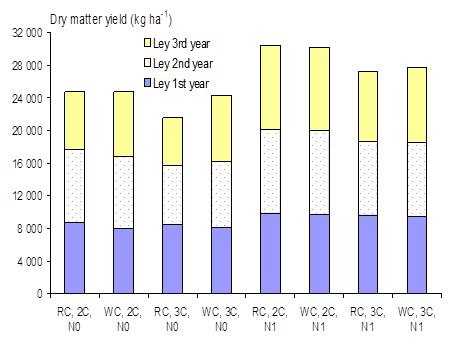 Dry matter yield (kg ha-1)
32 000
28 000
24 000
20 000
16 000
12 000
8 000
4 000
0
Ley 3rd year
Ley 2nd year
Ley 1st year
RC, 2C, WC, 2C, RC, 3C, WC, 3C, RC, 2C, WC, 2C, RC, 3C, WC, 3C,
N0 N0 N0 N0 N1 N1 N1 N1